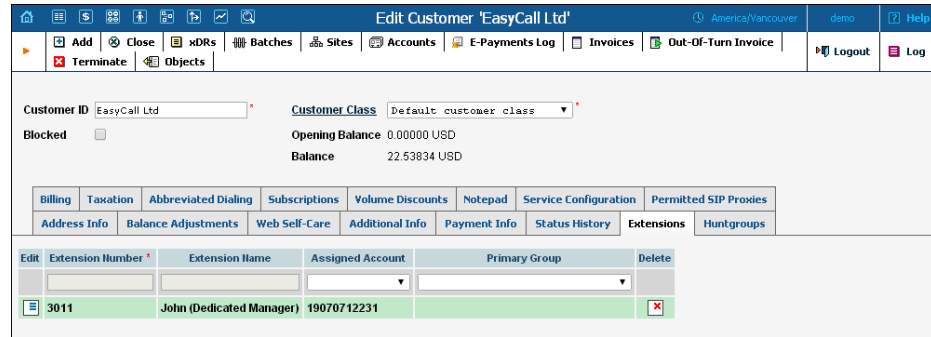 Edit Customer 'EasyCall Ltd'
America/Vancouver
demo
? Help
Add
Close
xDRs
Batches
Sites
Accounts
E-Payments Log
Invoices
Out-Of-Turn Invoice
Logout
Log
Terminate
Objects
Customer ID EasyCall Ltd *
Customer Class Default customer class *
Blocked
Opening Balance 0.00000 USD
Balance 22.53834 USD
Billing Taxation Abbreviated Dialing Subscriptions Volume Discounts Notepad Service Configuration Permitted SIP Proxies
Address Info Balance Adjustments Web Self-Care Additional Info Payment Info Status History Extensions Huntgroups
Edit Extension Number * Extension Name Assigned Account Primary Group Delete
3011 John (Dedicated Manager) 19070712231